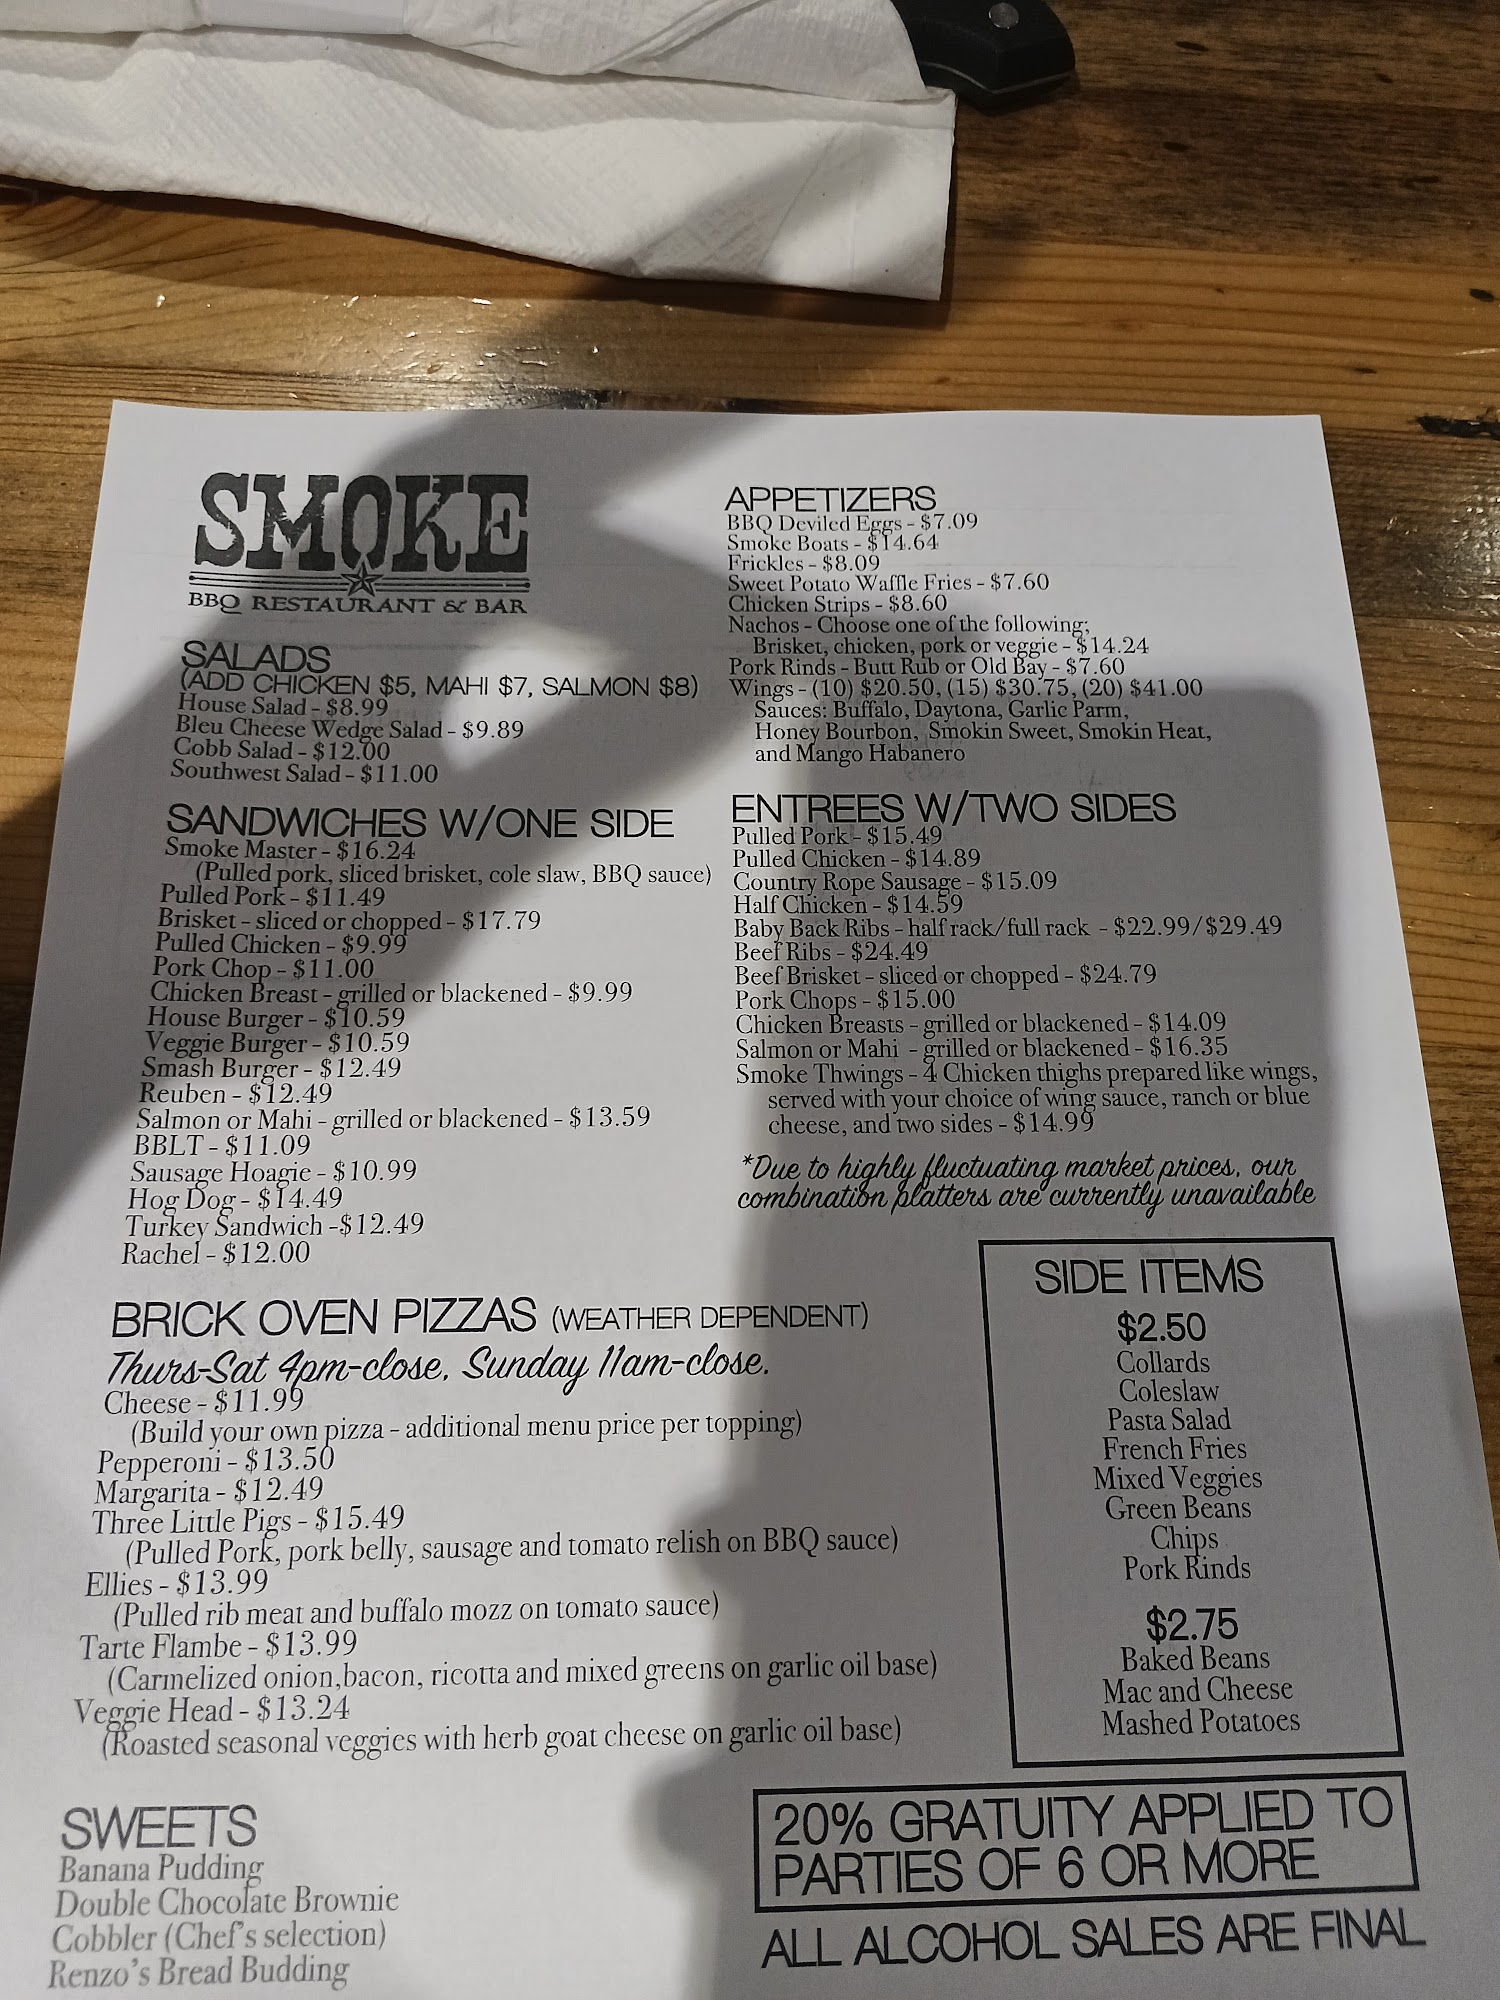 SMOKE
BBQ RESTAURANT & BAR
SALADS
(ADD CHICKEN $5, MAHI $7, SALMON $8)
House Salad - $8.99
Bleu Cheese Wedge Salad - $9.89
Cobb Salad - $12.00
Southwest Salad - $11.00
SANDWICHES W/ONE SIDE
Smoke Master - $16.24
(Pulled pork, sliced brisket, cole slaw, BBQ sauce)
Pulled Pork - $11.49
Brisket - sliced or chopped - $17.79
Pulled Chicken - $9.99
Pork Chop - $11.00
Chicken Breast - grilled or blackened - $9.99
House Burger - $10.59
Veggie Burger - $10.59
Smash Burger - $12.49
Reuben - $12.49
Salmon or Mahi - grilled or blackened - $13.59
BBLT - $11.09
Sausage Hoagie - $10.99
Hog Dog - $14.49
Turkey Sandwich -$12.49
Rachel - $12.00
APPETIZERS
BBQ Deviled Eggs - $7.09
Smoke Boats - $14.64
Frickles - $8.09
Sweet Potato Waffle Fries - $7.60
Chicken Strips - $8.60
Nachos - Choose one of the following;
Brisket, chicken, pork or veggie - $14.24
Pork Rinds - Butt Rub or Old Bay - $7.60
Wings - (10) $20.50, (15) $30.75, (20) $41.00
Sauces: Buffalo, Daytona, Garlic Parm,
Honey Bourbon, Smokin Sweet, Smokin Heat,
and Mango Habanero
ENTREES W/TWO SIDES
Pulled Pork - $15.49
Pulled Chicken - $14.89
Country Rope Sausage - $15.09
Half Chicken - $14.59
Baby Back Ribs - half rack/full rack - $22.99/$29.49
Beef Ribs - $24.49
Beef Brisket - sliced or chopped - $24.79
Pork Chops - $15.00
Chicken Breasts - grilled or blackened - $14.09
Salmon or Mahi - grilled or blackened - $16.35
Smoke Thwings - 4 Chicken thighs prepared like wings,
served with your choice of wing sauce, ranch or blue
cheese, and two sides - $14.99
*Due to highly fluctuating market prices, our
combination platters are currently unavailable
BRICK OVEN PIZZAS (WEATHER DEPENDENT)
Thurs-Sat 4pm-close, Sunday 11am-close.
Cheese - $11.99
(Build your own pizza - additional menu price per topping)
Pepperoni - $13.50
Margarita - $12.49
Three Little Pigs - $15.49
(Pulled Pork, pork belly, sausage and tomato relish on BBQ sauce)
Ellies - $13.99
(Pulled rib meat and buffalo mozz on tomato sauce)
Tarte Flambe - $13.99
(Carmelized onion,bacon, ricotta and mixed greens on garlic oil base)
Veggie Head - $13.24
(Roasted seasonal veggies with herb goat cheese on garlic oil base)
SIDE ITEMS
$2.50
Collards
Coleslaw
Pasta Salad
French Fries
Mixed Veggies
Green Beans
Chips
Pork Rinds
$2.75
Baked Beans
Mac and Cheese
Mashed Potatoes
SWEETS
Banana Pudding
Double Chocolate Brownie
Cobbler (Chef's selection)
Renzo's Bread Budding
20% GRATUITY APPLIED TO
PARTIES OF 6 OR MORE
ALL ALCOHOL SALES ARE FINAL